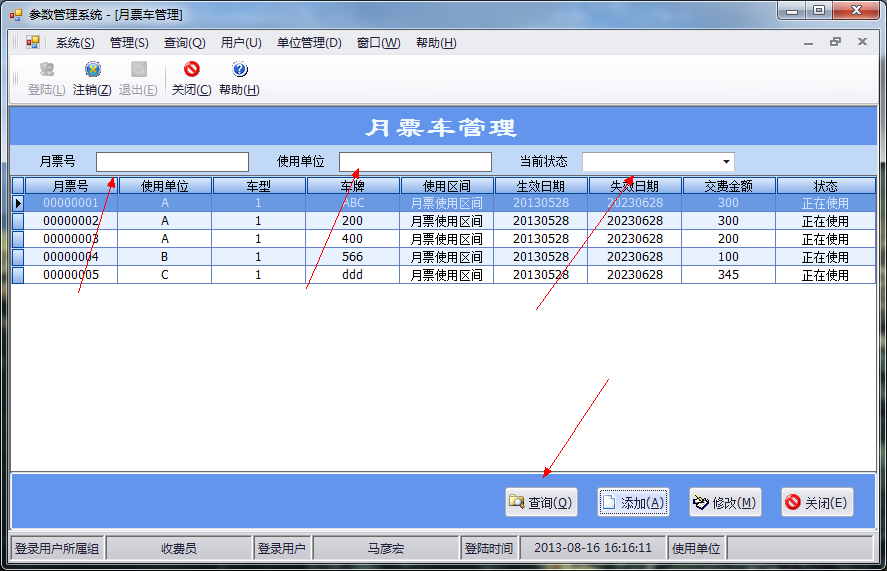 参数管理系统 - [月票车管理]
系统(S) 管理(S) 查询(Q) 用户(U) 单位管理(D) 窗口(W) 帮助(H)
登陆(L) 注销(Z) 退出(E) 关闭(C) 帮助(H)
月票车管理
月票号 使用单位 当前状态
月票号 使用单位 车型 车牌 使用区间 生效日期 失效日期 交费金额 状态
00000001 A 1 ABC 月票使用区间 20130528 20230628 300 正在使用
00000002 A 1 200 月票使用区间 20130528 20230628 300 正在使用
00000003 A 1 400 月票使用区间 20130528 20230628 200 正在使用
00000004 B 1 566 月票使用区间 20130528 20230628 100 正在使用
00000005 C 1 ddd 月票使用区间 20130528 20230628 345 正在使用
查询(Q) 添加(A) 修改(M) 关闭(E)
登录用户所属组 收费员 登录用户 马彦宏 登陆时间 2013-08-16 16:16:11 使用单位